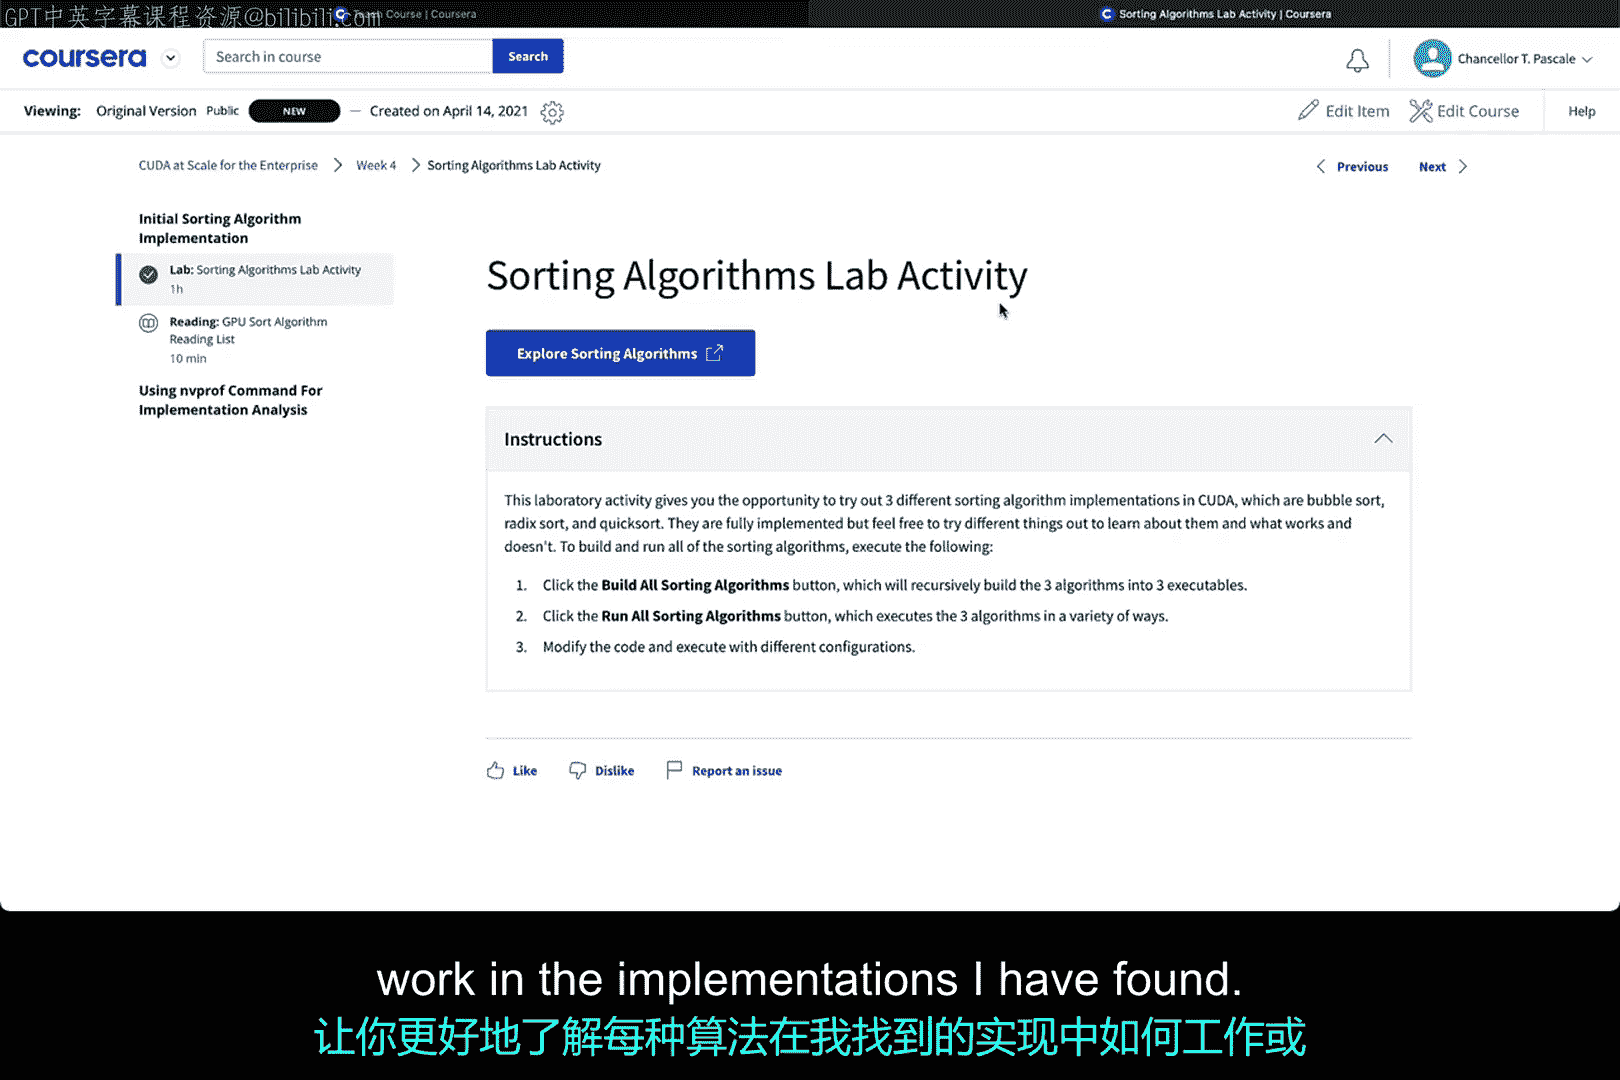 GPT中英字幕课程资源@bilibili.com
Teach Course | Coursera
Sorting Algorithms Lab Activity | Coursera
coursera
Search in course
Search
Chancellor T. Pascale
Viewing: Original Version Public NEW — Created on April 14, 2021
Edit Item
Edit Course
Help
CUDA at Scale for the Enterprise > Week 4 > Sorting Algorithms Lab Activity
Previous
Next
Initial Sorting Algorithm
Implementation
Lab: Sorting Algorithms Lab Activity
1h
Reading: GPU Sort Algorithm
Reading List
10 min
Using nvprof Command For
Implementation Analysis
Sorting Algorithms Lab Activity
Explore Sorting Algorithms
Instructions
This laboratory activity gives you the opportunity to try out 3 different sorting algorithm implementations in CUDA, which are bubble sort,
radix sort, and quicksort. They are fully implemented but feel free to try different things out to learn about them and what works and
doesn't. To build and run all of the sorting algorithms, execute the following:
1. Click the Build All Sorting Algorithms button, which will recursively build the 3 algorithms into 3 executables.
2. Click the Run All Sorting Algorithms button, which executes the 3 algorithms in a variety of ways.
3. Modify the code and execute with different configurations.
Like
Dislike
Report an issue
work in the implementations I have found.
让你更好地了解每种算法在我找到的实现中如何工作或